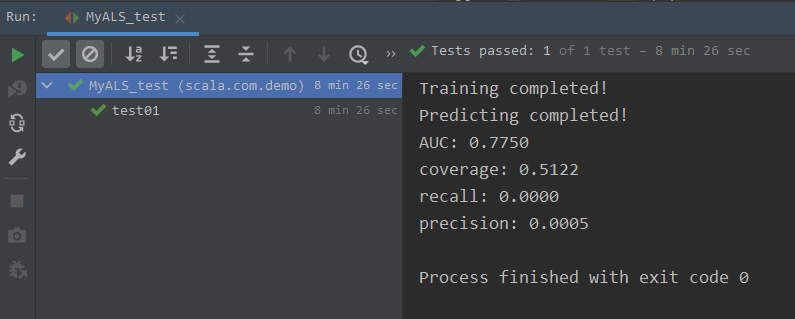 Run: MyALS_test
Tests passed: 1 of 1 test – 8 min 26 sec
MyALS_test (scala.com.demo) 8 min 26 sec
test01 8 min 26 sec
Training completed!
Predicting completed!
AUC: 0.7750
coverage: 0.5122
recall: 0.0000
precision: 0.0005
Process finished with exit code 0